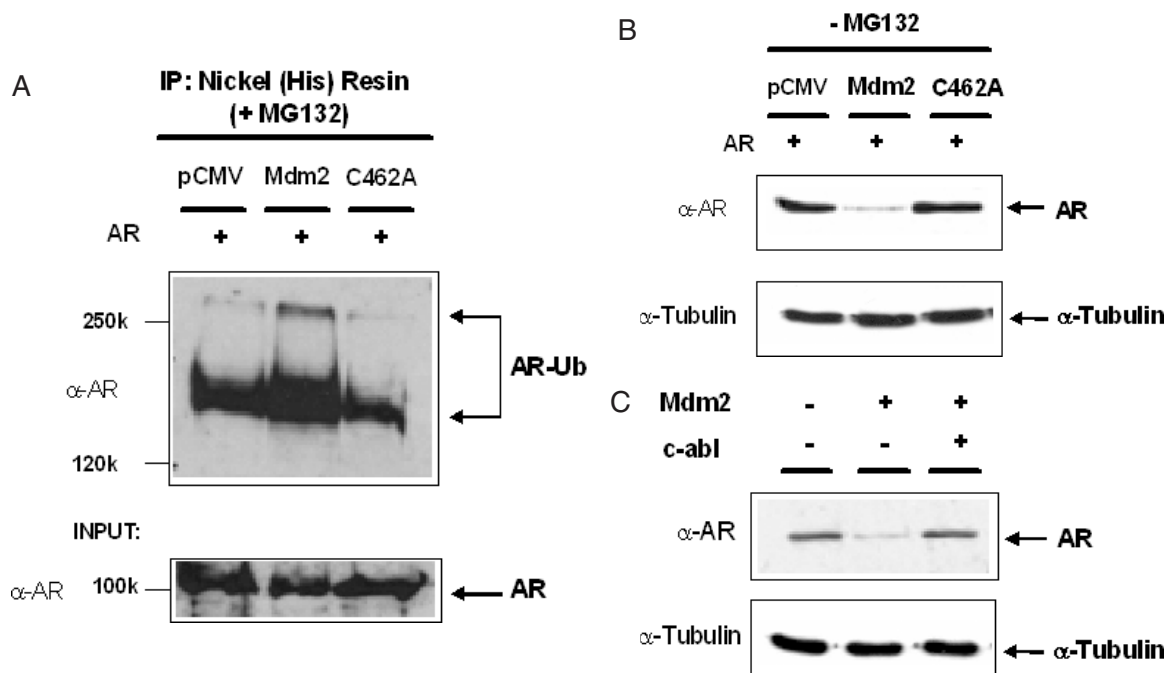 A
IP: Nickel (His) Resin
(+ MG132)
pCMV Mdm2 C462A
AR + + +
250k
α-AR
120k
AR-Ub
INPUT:
α-AR 100k
AR
B
- MG132
pCMV Mdm2 C462A
AR + + +
α-AR
AR
α-Tubulin
α-Tubulin
C
Mdm2 - + +
c-abl - - +
α-AR
AR
α-Tubulin
α-Tubulin